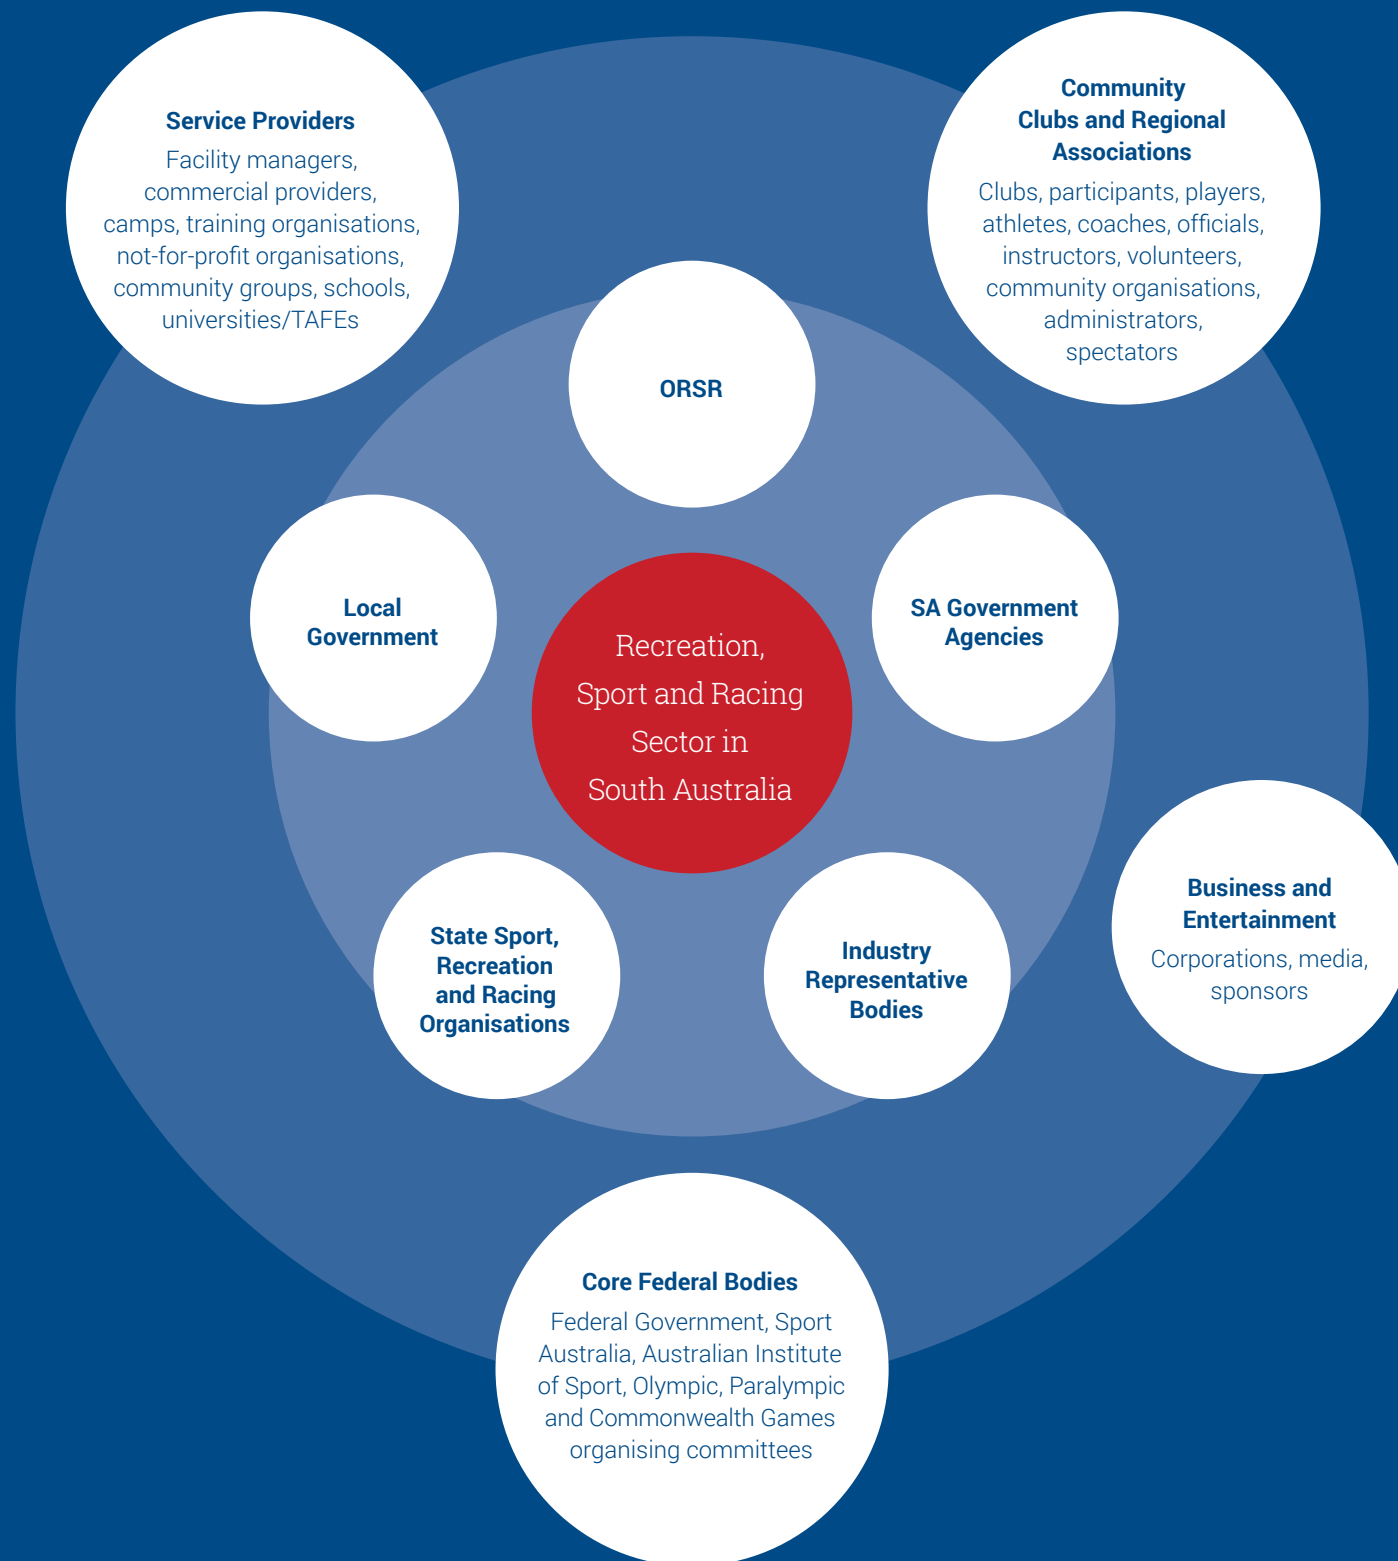 Service Providers
Facility managers,
commercial providers,
camps, training organisations,
not-for-profit organisations,
community groups, schools,
universities/TAFEs
Community
Clubs and Regional
Associations
Clubs, participants, players,
athletes, coaches, officials,
instructors, volunteers,
community organisations,
administrators,
spectators
ORSR
Local
Government
SA Government
Agencies
Recreation,
Sport and Racing
Sector in
South Australia
State Sport,
Recreation
and Racing
Organisations
Industry
Representative
Bodies
Business and
Entertainment
Corporations, media,
sponsors
Core Federal Bodies
Federal Government, Sport
Australia, Australian Institute
of Sport, Olympic, Paralympic
and Commonwealth Games
organising committees